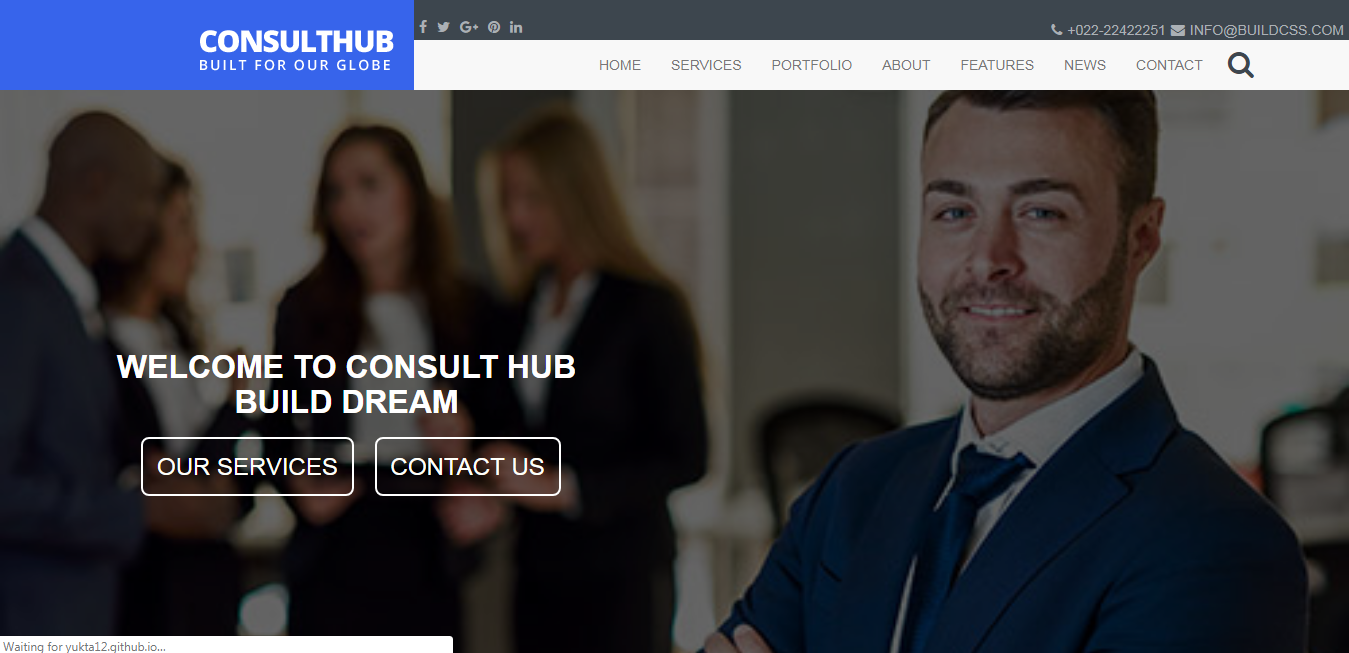 CONSULTHUB
BUILT FOR OUR GLOBE
+022-22422251 INFO@BUILDCSS.COM
HOME SERVICES PORTFOLIO ABOUT FEATURES NEWS CONTACT
WELCOME TO CONSULT HUB
BUILD DREAM
OUR SERVICES CONTACT US
Waiting for yukta12.github.io...